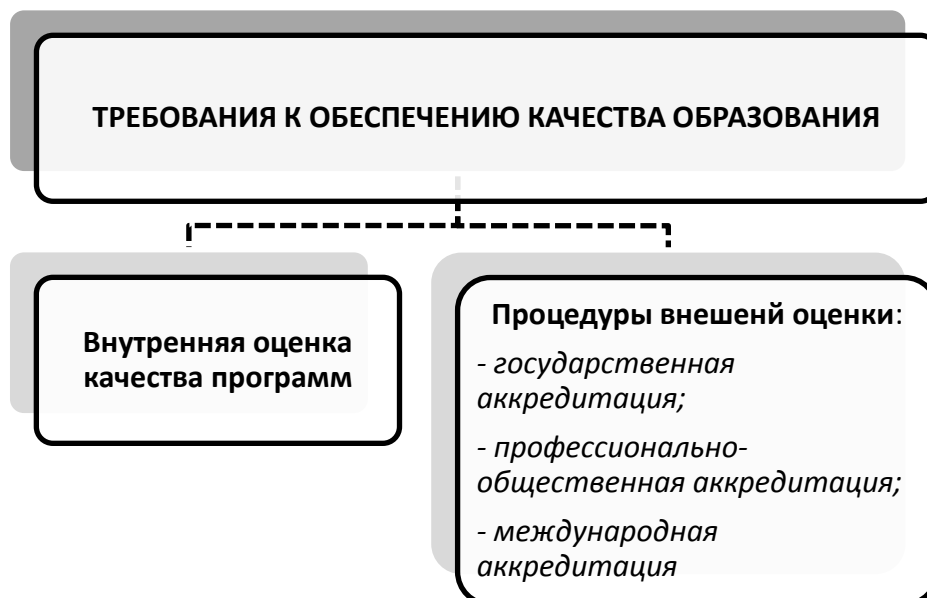 ТРЕБОВАНИЯ К ОБЕСПЕЧЕНИЮ КАЧЕСТВА ОБРАЗОВАНИЯ
Внутренняя оценка
качества программ
Процедуры внешенй оценки:
- государственная
аккредитация;
- профессионально-
общественная аккредитация;
- международная
аккредитация